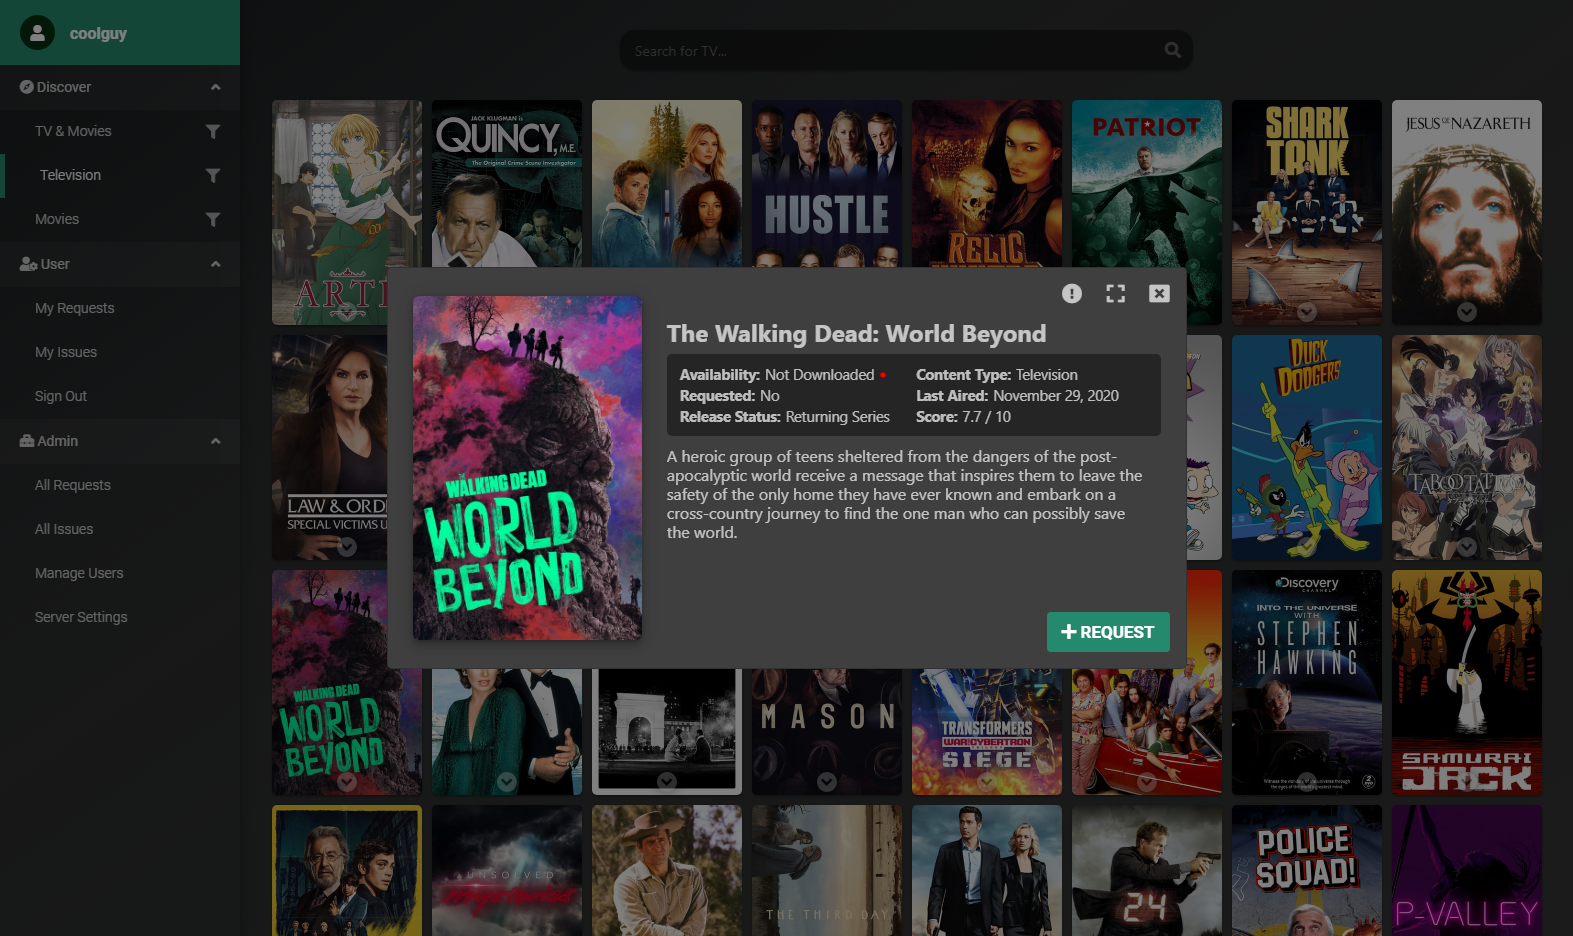 coolguy
Search for TV...
Discover
TV & Movies
Television
Movies
User
My Requests
My Issues
Sign Out
Admin
All Requests
All Issues
Manage Users
Server Settings
ARTE
JACK KLUGMAN is
QUINCY, M.E.
The Original Crime Scene Investigator
HUSTLE
RELIC
PATRIOT
SHARK
TANK
JESUS OF NAZARETH
The Walking Dead: World Beyond
Availability: Not Downloaded
Content Type: Television
Requested: No
Last Aired: November 29, 2020
Release Status: Returning Series
Score: 7.7 / 10
A heroic group of teens sheltered from the dangers of the post-
apocalyptic world receive a message that inspires them to leave the
safety of the only home they have ever known and embark on a
cross-country journey to find the one man who can possibly save
the world.
REQUEST
THE WALKING DEAD
WORLD
BEYOND
LAW & ORD
SPECIAL VICTIMS U
DUCK
DODGERS
TABOO TATTOO
THE WALKING DEAD
WORLD
BEYOND
MASON
TRANSFORMERS
WAR FOR CYBERTRON
SIEGE
Discovery
CHANNEL
INTO THE UNIVERSE
WITH
STEPHEN
HAWKING
SAMURAI
JACK
UNSOLVED
THE THIRD DAY
24
POLICE
SQUAD!
P-VALLEY